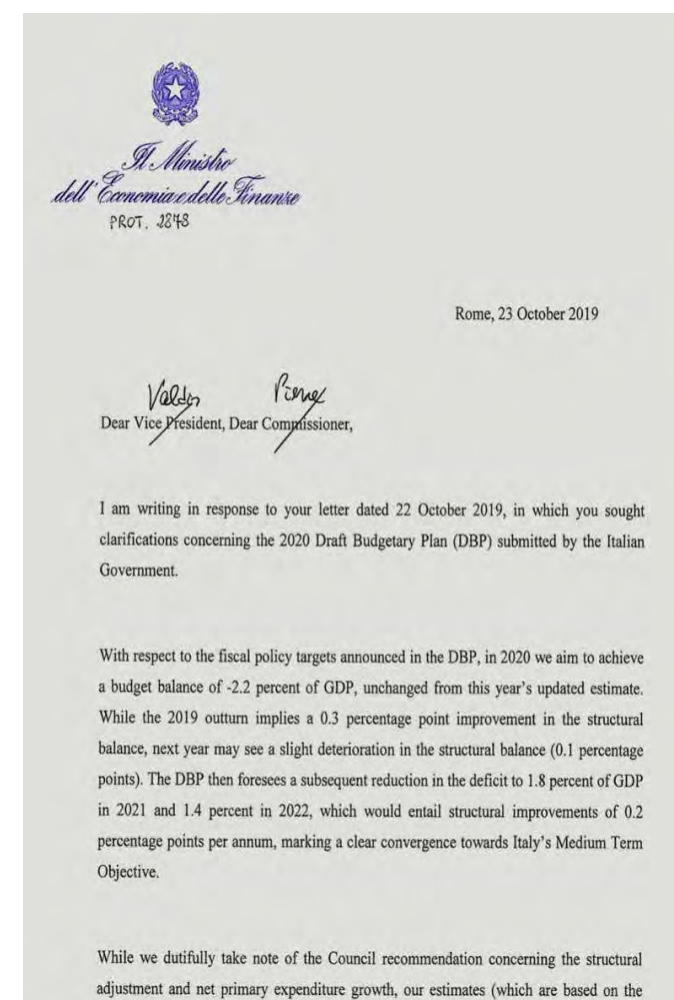 Il Ministro
dell'Economia e delle Finanze
PROT. 2848
Rome, 23 October 2019
Valdis Pierre
Dear Vice President, Dear Commissioner,
I am writing in response to your letter dated 22 October 2019, in which you sought
clarifications concerning the 2020 Draft Budgetary Plan (DBP) submitted by the Italian
Government.
With respect to the fiscal policy targets announced in the DBP, in 2020 we aim to achieve
a budget balance of -2.2 percent of GDP, unchanged from this year's updated estimate.
While the 2019 outturn implies a 0.3 percentage point improvement in the structural
balance, next year may see a slight deterioration in the structural balance (0.1 percentage
points). The DBP then foresees a subsequent reduction in the deficit to 1.8 percent of GDP
in 2021 and 1.4 percent in 2022, which would entail structural improvements of 0.2
percentage points per annum, marking a clear convergence towards Italy's Medium Term
Objective.
While we dutifully take note of the Council recommendation concerning the structural
adjustment and net primary expenditure growth, our estimates (which are based on the